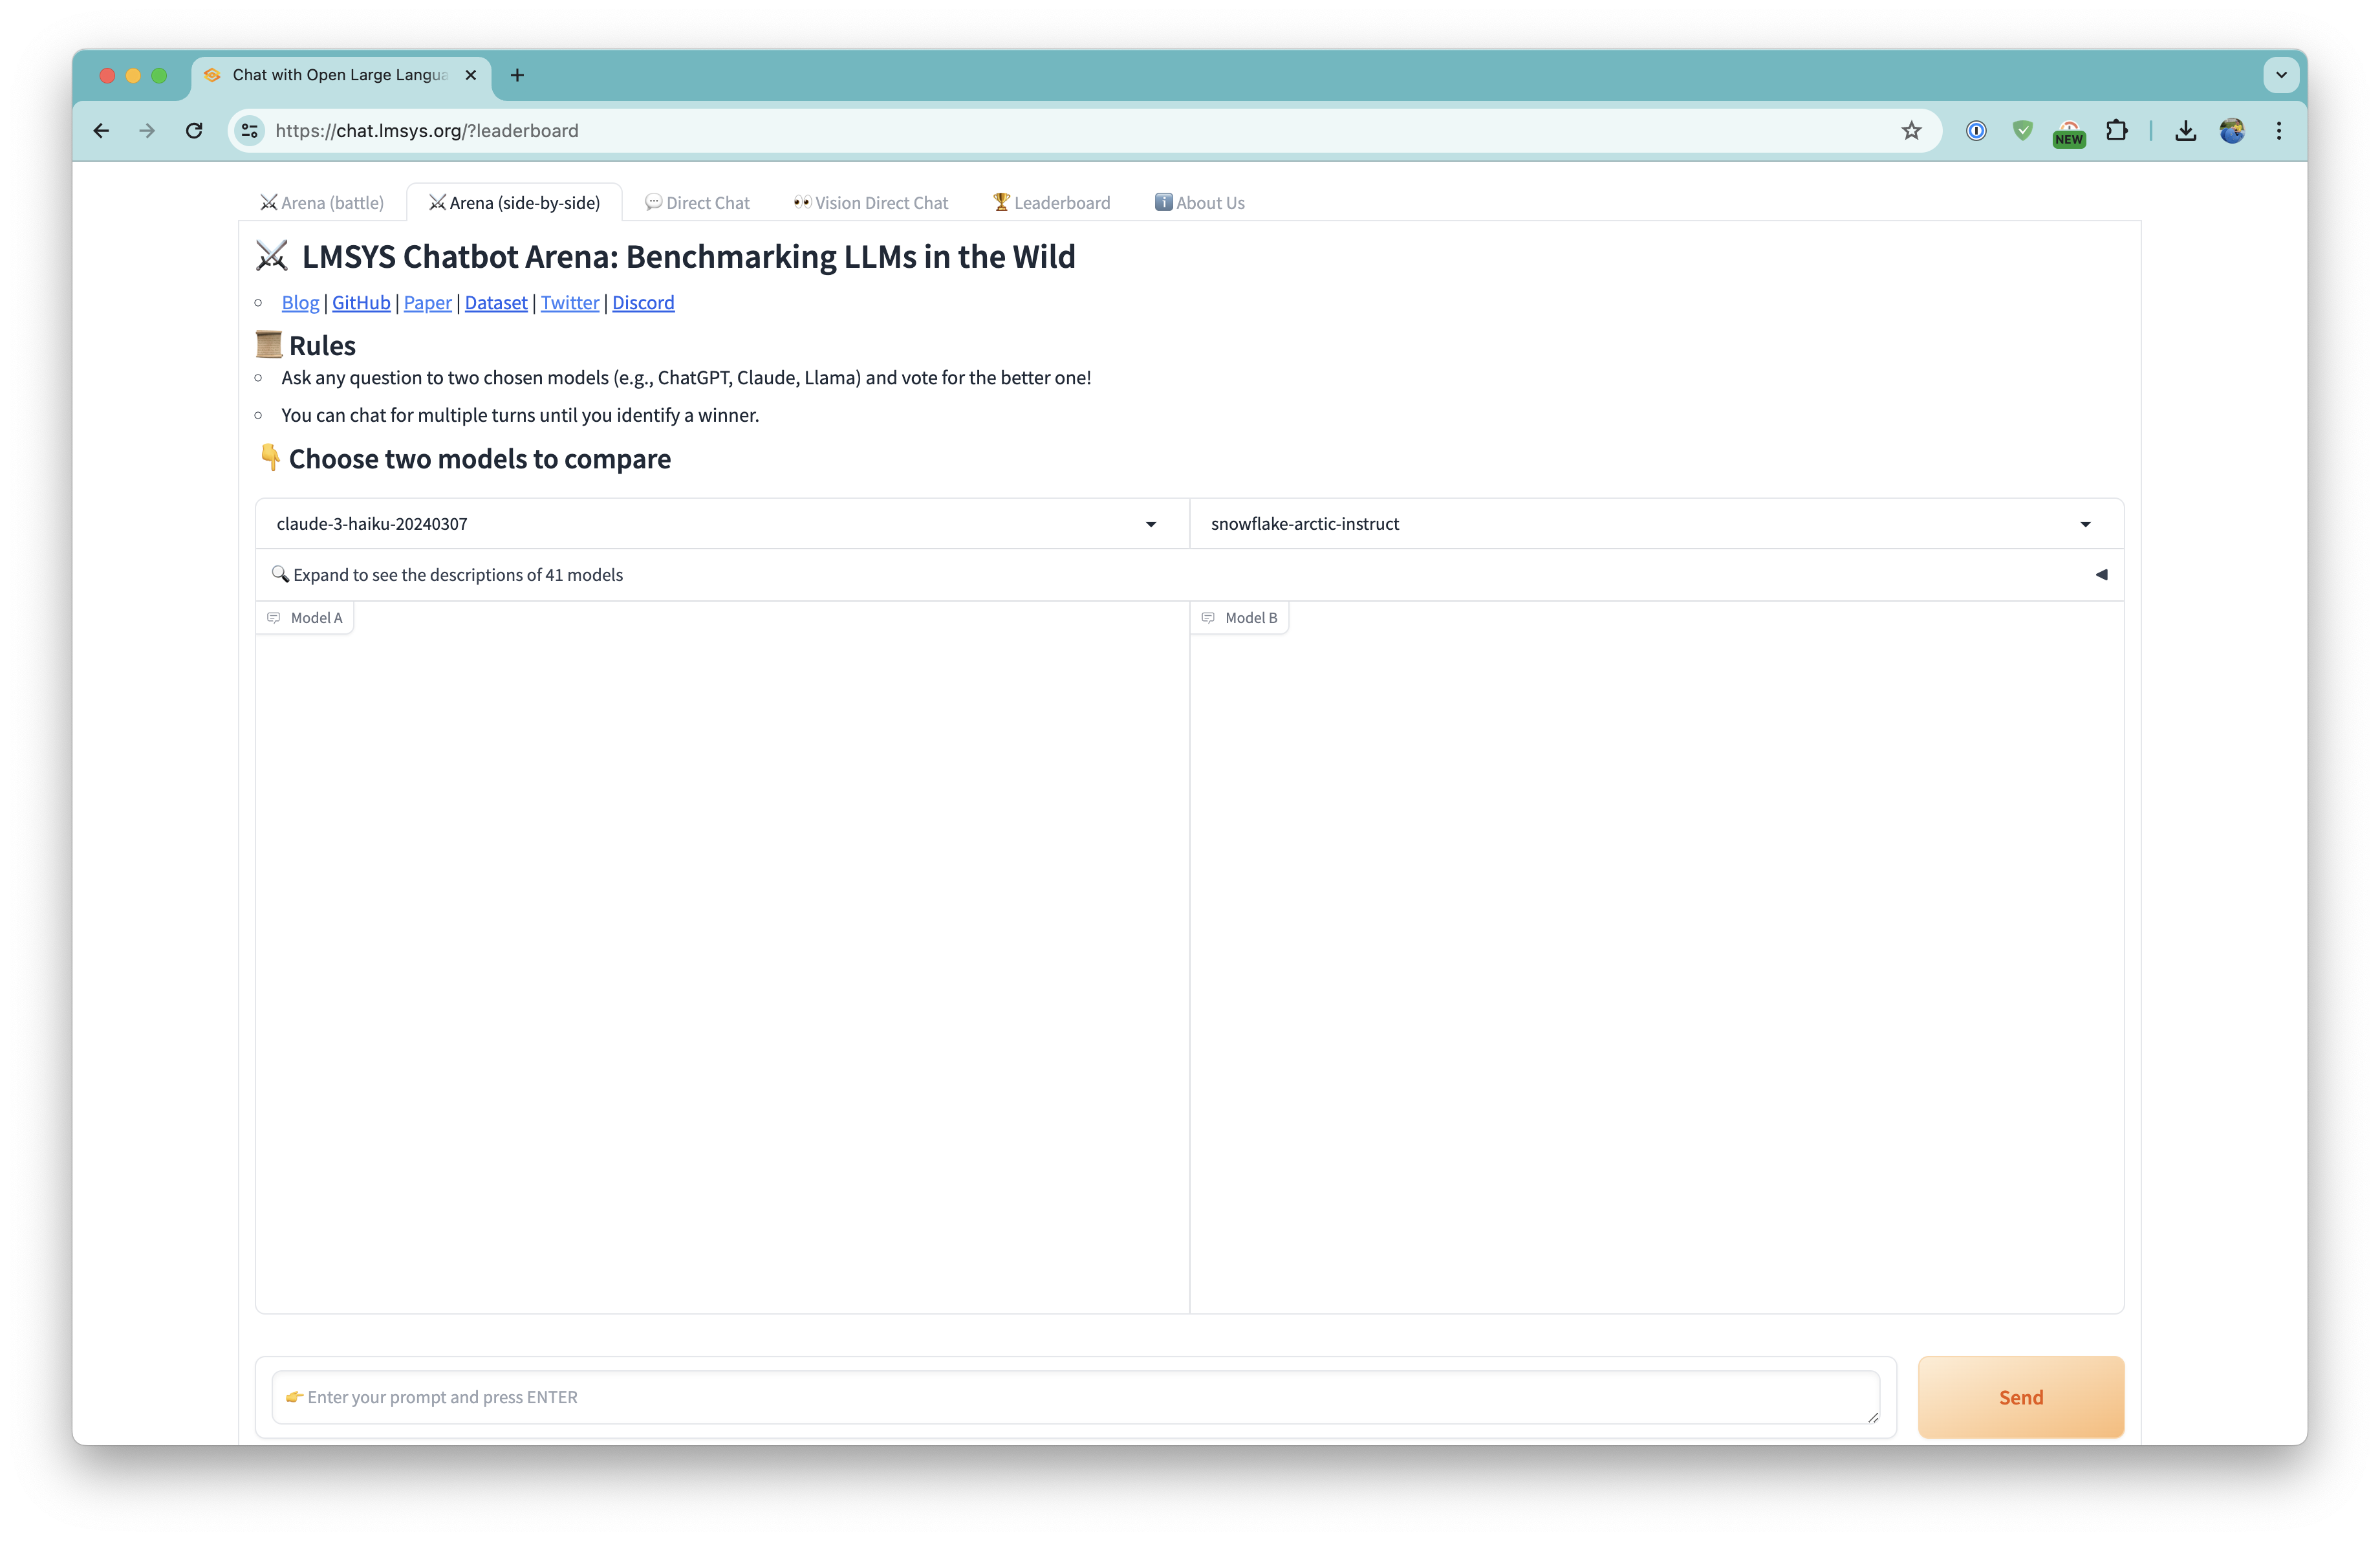 Chat with Open Large Langua
https://chat.lmsys.org/?leaderboard
NEW
Arena (battle)
Arena (side-by-side)
Direct Chat
Vision Direct Chat
Leaderboard
About Us
LMSYS Chatbot Arena: Benchmarking LLMs in the Wild
Blog | GitHub | Paper | Dataset | Twitter | Discord
Rules
Ask any question to two chosen models (e.g., ChatGPT, Claude, Llama) and vote for the better one!
You can chat for multiple turns until you identify a winner.
Choose two models to compare
claude-3-haiku-20240307
snowflake-arctic-instruct
Expand to see the descriptions of 41 models
Model A
Model B
Enter your prompt and press ENTER
Send